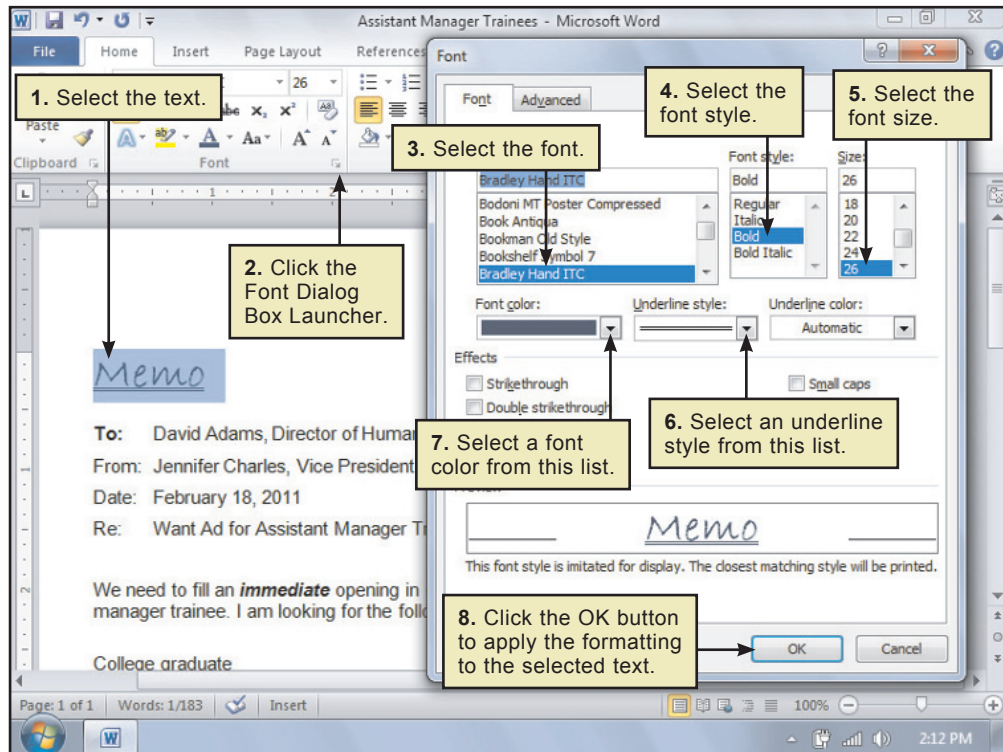 Assistant Manager Trainees - Microsoft Word
File Home Insert Page Layout References
1. Select the text.
26
abc X₂ X²
Aa
Paste
Clipboard
Font
L
1
2
2. Click the
Font Dialog
Box Launcher.
Memo
To: David Adams, Director of Human
From: Jennifer Charles, Vice President
Date: February 18, 2011
Re: Want Ad for Assistant Manager Tr
We need to fill an immediate opening in
manager trainee. I am looking for the follo
College graduate
Font
Font Advanced
3. Select the font.
4. Select the
font style.
5. Select the
font size.
Font style:
Size:
Bradley Hand ITC
Bold
26
Bodoni MT Poster Compressed
Book Antiqua
Bookman Old Style
Bookshelf Symbol 7
Bradley Hand ITC
Regular
Italic
Bold
Bold Italic
18
20
22
24
26
Font color:
Underline style:
Underline color:
Automatic
Effects
Strikethrough
Double strikethrough
Small caps
7. Select a font
color from this list.
6. Select an underline
style from this list.
Memo
This font style is imitated for display. The closest matching style will be printed.
8. Click the OK button
to apply the formatting
to the selected text.
OK
Cancel
Page: 1 of 1 Words: 1/183 Insert
100%
2:12 PM